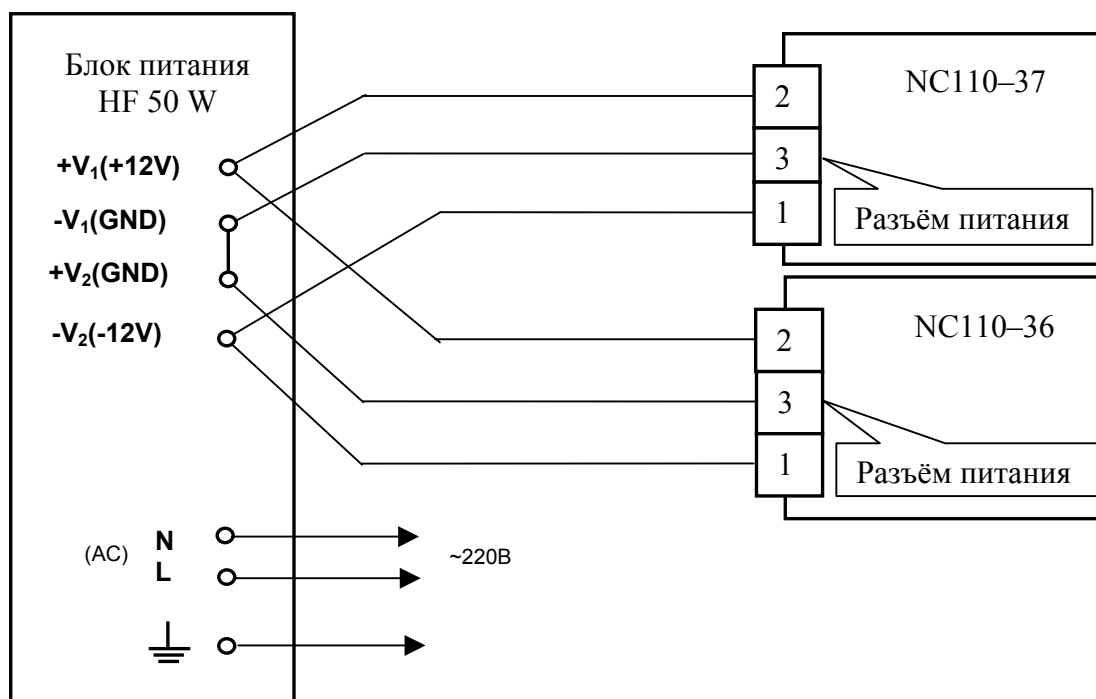 Блок питания
HF 50 W
+V₁(+12V)
-V₁(GND)
+V₂(GND)
-V₂(-12V)
(AC) N
L
~220В
2
3
1
NC110–37
Разъём питания
2
3
1
NC110–36
Разъём питания